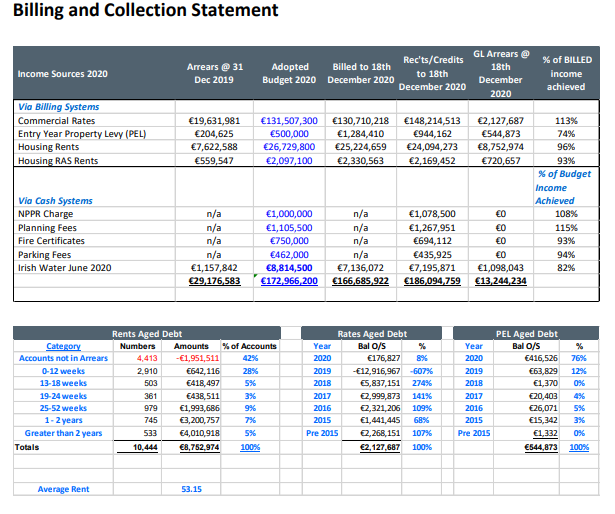 Billing and Collection Statement
Income Sources 2020 Arrears @ 31 Dec 2019 Adopted Budget 2020 Billed to 18th December 2020 Rec'ts/Credits to 18th December 2020 GL Arrears @ 18th December 2020 % of BILLED income achieved
Via Billing Systems
Commercial Rates €19,631,981 €131,507,300 €130,710,218 €148,214,513 €2,127,687 113%
Entry Year Property Levy (PEL) €204,625 €500,000 €1,284,410 €944,162 €544,873 74%
Housing Rents €7,622,588 €26,729,800 €25,224,659 €24,094,273 €8,752,974 96%
Housing RAS Rents €559,547 €2,097,100 €2,330,563 €2,169,452 €720,657 93%
Via Cash Systems % of Budget Income Achieved
NPPR Charge n/a €1,000,000 n/a €1,078,500 €0 108%
Planning Fees n/a €1,105,500 n/a €1,267,951 €0 115%
Fire Certificates n/a €750,000 n/a €694,112 €0 93%
Parking Fees n/a €462,000 n/a €435,925 €0 94%
Irish Water June 2020 €1,157,842 €8,814,500 €7,136,072 €7,195,871 €1,098,043 82%
€29,176,583 €172,966,200 €166,685,922 €186,094,759 €13,244,234
Rents Aged Debt
Category Numbers Amounts % of Accounts
Accounts not in Arrears 4,413 -€1,951,511 42%
0-12 weeks 2,910 €642,116 28%
13-18 weeks 503 €418,497 5%
19-24 weeks 361 €438,511 3%
25-52 weeks 979 €1,993,686 9%
1 - 2 years 745 €3,200,757 7%
Greater than 2 years 533 €4,010,918 5%
Totals 10,444 €8,752,974 100%
Average Rent 53.15
Rates Aged Debt
Year Bal O/S %
2020 €176,827 8%
2019 -€12,916,967 -607%
2018 €5,837,151 274%
2017 €2,999,873 141%
2016 €2,321,206 109%
2015 €1,441,445 68%
Pre 2015 €2,268,151 107%
€2,127,687 100%
PEL Aged Debt
Year Bal O/S %
2020 €416,526 76%
2019 €63,829 12%
2018 €1,370 0%
2017 €20,403 4%
2016 €26,071 5%
2015 €15,342 3%
Pre 2015 €1,332 0%
€544,873 100%